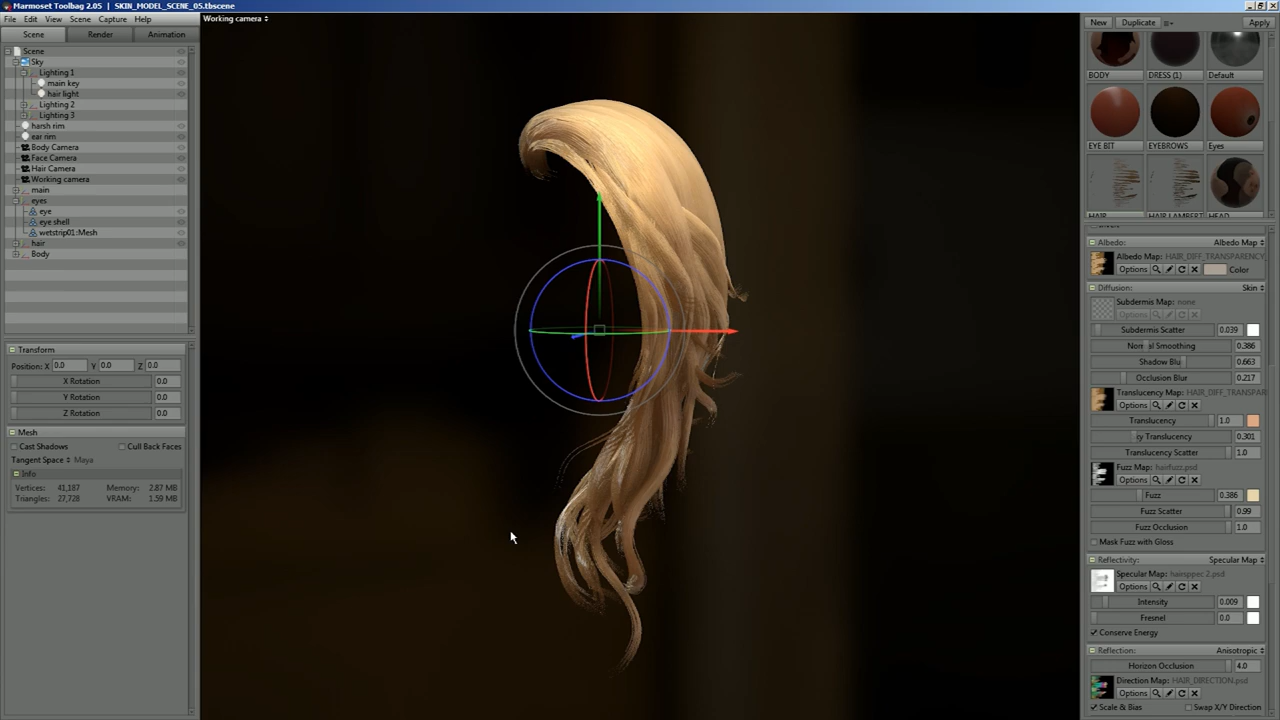 Marmoset Toolbag 2.05 | SKIN_MODEL_SCENE_05.tbscene
File Edit View Scene Capture Help
Working camera
Scene Render Animation
Scene
Sky
Lighting 1
main key
hair light
Lighting 2
Lighting 3
harsh rim
ear rim
Body Camera
Face Camera
Hair Camera
Working camera
main
eyes
eye
eye shell
wetstrip01:Mesh
hair
Body
Transform
Position: X 0.0 Y 0.0 Z 0.0
X Rotation 0.0
Y Rotation 0.0
Z Rotation 0.0
Mesh
Cast Shadows Cull Back Faces
Tangent Space Maya
Info
Vertices: 41,187 Memory: 2.87 MB
Triangles: 27,728 VRAM: 1.59 MB
New Duplicate Apply
BODY DRESS (1) Default
EYE BIT EYEBROWS Eyes
HAIR HAIR LAMBERT HEAD
Albedo: Albedo Map
Albedo Map: HAIR_DIFF_TRANSPARENCY
Options Color
Diffusion: Skin
Subdermis Map: none
Options
Subdermis Scatter 0.039
Normal Smoothing 0.386
Shadow Blu 0.663
Occlusion Blur 0.217
Translucency Map: HAIR_DIFF_TRANSPAR
Options
Translucency 1.0
y Translucency 0.301
Translucency Scatter 1.0
Fuzz Map: hairfuzz.psd
Options
Fuzz 0.386
Fuzz Scatter 0.99
Fuzz Occlusion 1.0
Mask Fuzz with Gloss
Reflectivity: Specular Map
Specular Map: hairsppec 2.psd
Options
Intensity 0.009
Fresnel 0.0
Conserve Energy
Reflection: Anisotropic
Horizon Occlusion 4.0
Direction Map: HAIR_DIRECTION.psd
Options
Scale & Bias Swap X/Y Direction